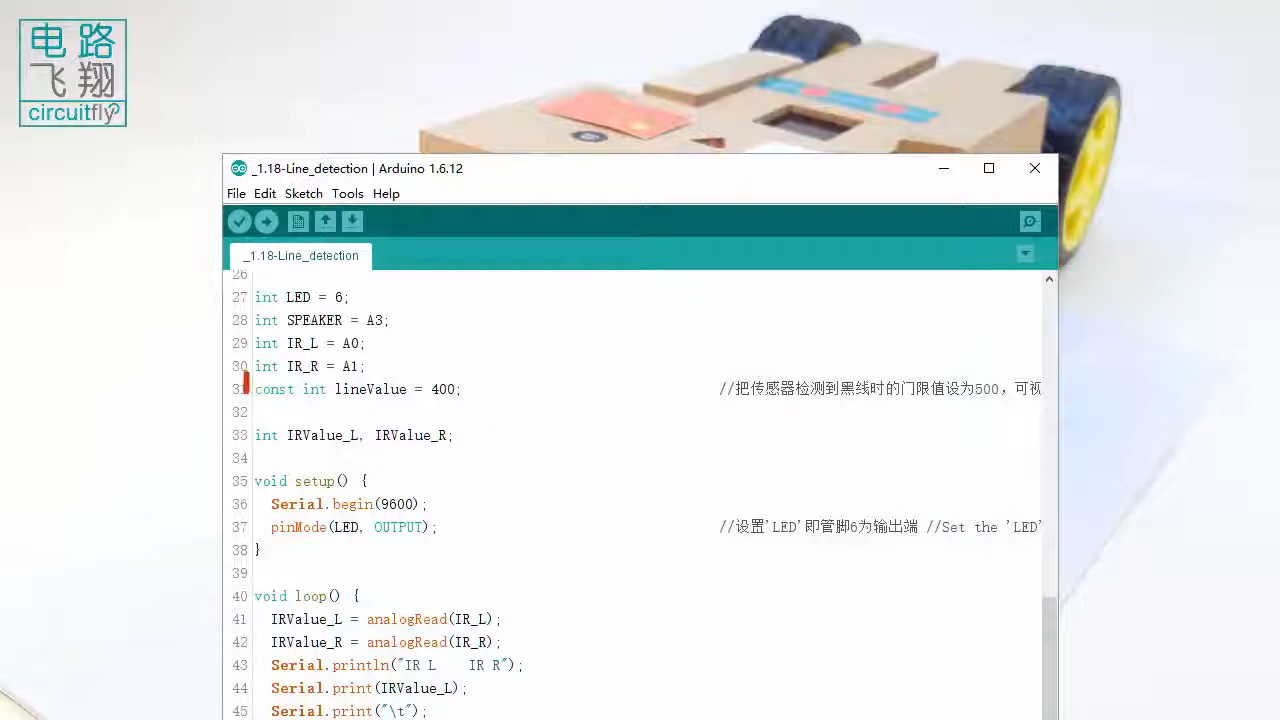 电路
飞翔
circuitfly
_1.18-Line_detection | Arduino 1.6.12
File Edit Sketch Tools Help
_1.18-Line_detection
26
27 int LED = 6;
28 int SPEAKER = A3;
29 int IR_L = A0;
30 int IR_R = A1;
31 const int lineValue = 400; //把传感器检测到黑线时的门限值设为500，可视
32
33 int IRValue_L, IRValue_R;
34
35 void setup() {
36 Serial.begin(9600);
37 pinMode(LED, OUTPUT); //设置'LED'即管脚6为输出端 //Set the 'LED'
38 }
39
40 void loop() {
41 IRValue_L = analogRead(IR_L);
42 IRValue_R = analogRead(IR_R);
43 Serial.println("IR L    IR R");
44 Serial.print(IRValue_L);
45 Serial.print("\t");